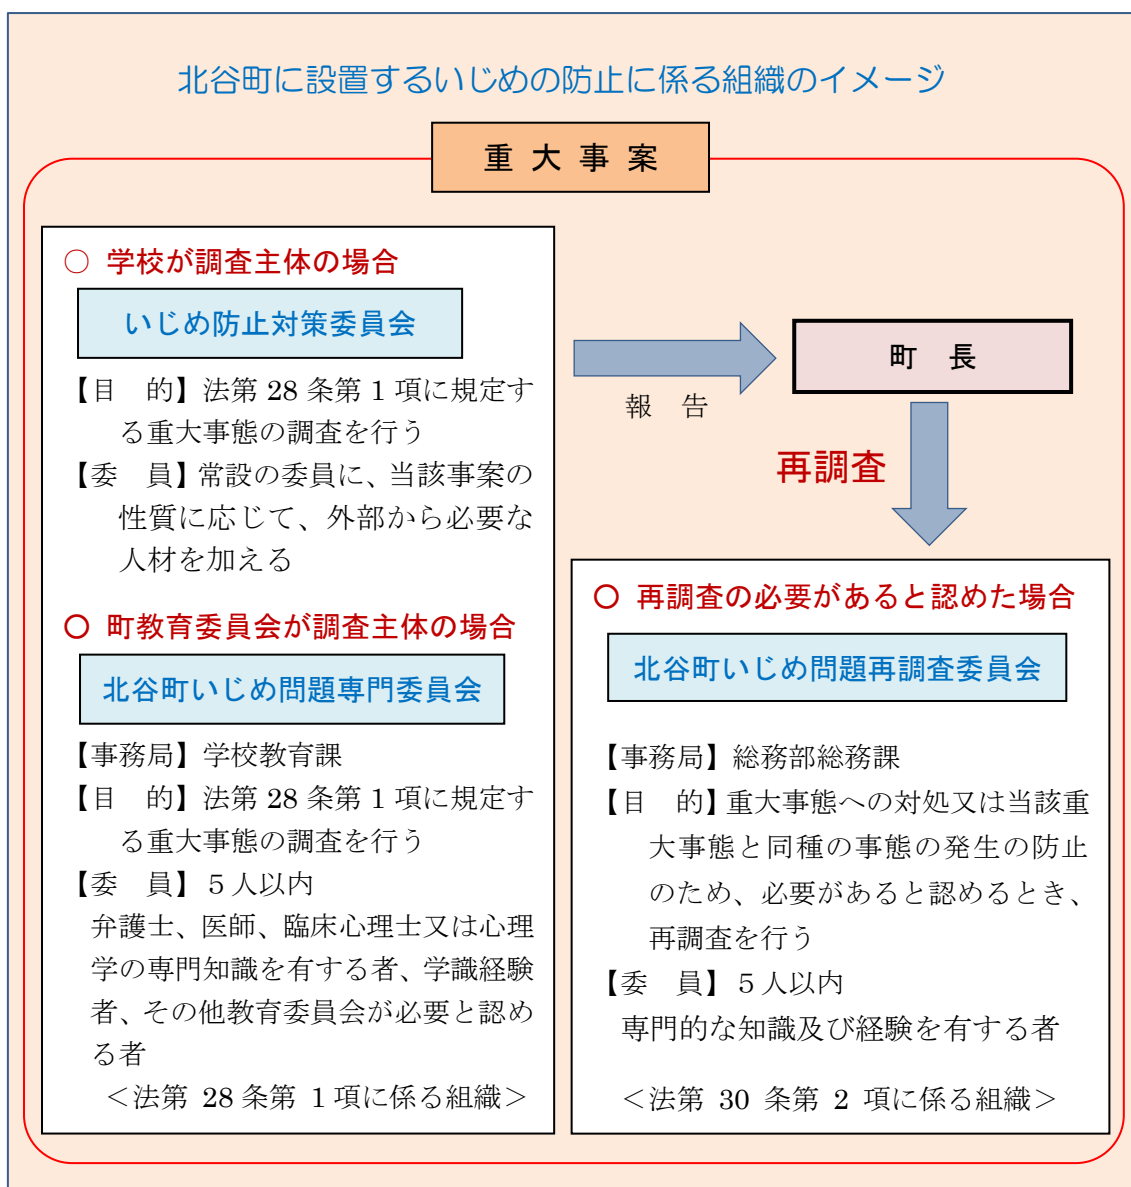 北谷町に設置するいじめの防止に係る組織のイメージ
重 大 事 案
○ 学校が調査主体の場合
いじめ防止対策委員会
【目　的】法第 28 条第 1 項に規定す
る重大事態の調査を行う
【委　員】常設の委員に、当該事案の
性質に応じて、外部から必要な
人材を加える
○ 町教育委員会が調査主体の場合
北谷町いじめ問題専門委員会
【事務局】学校教育課
【目　的】法第 28 条第 1 項に規定す
る重大事態の調査を行う
【委　員】５人以内
弁護士、医師、臨床心理士又は心理
学の専門知識を有する者、学識経験
者、その他教育委員会が必要と認め
る者
＜法第 28 条第 1 項に係る組織＞
報　告
町　長
再調査
○ 再調査の必要があると認めた場合
北谷町いじめ問題再調査委員会
【事務局】総務部総務課
【目　的】重大事態への対処又は当該重
大事態と同種の事態の発生の防止
のため、必要があると認めるとき、
再調査を行う
【委　員】５人以内
専門的な知識及び経験を有する者
＜法第 30 条第 2 項に係る組織＞